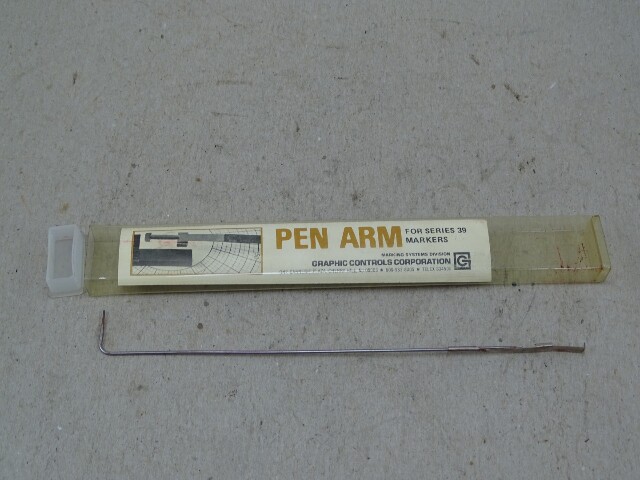 PEN ARM
FOR SERIES 39
MARKERS
MARKING SYSTEMS DIVISION
GRAPHIC CONTROLS CORPORATION